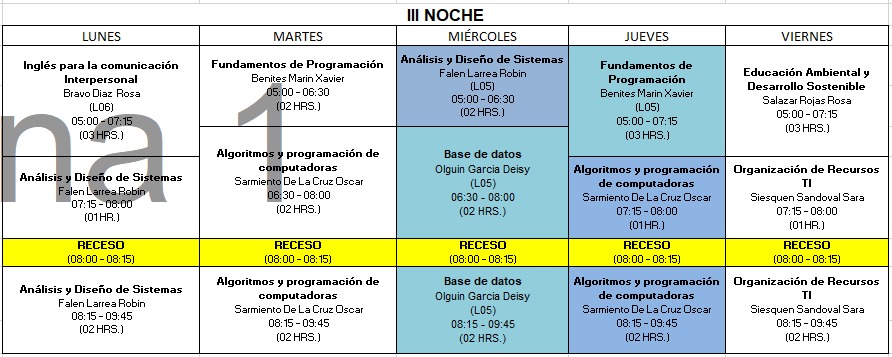 III NOCHE
LUNES
MARTES
MIÉRCOLES
JUEVES
VIERNES
Inglés para la comunicación
Interpersonal
Bravo Diaz Rosa
(L06)
05:00 - 07:15
(03 HRS.)
Fundamentos de Programación
Benites Marin Xavier
05:00 - 06:30
(02 HRS.)
Análisis y Diseño de Sistemas
Falen Larrea Robin
(L05)
05:00 - 06:30
(02 HRS.)
Fundamentos de
Programación
Benites Marin Xavier
(L05)
05:00 - 07:15
(03 HRS.)
Educación Ambiental y
Desarrollo Sostenible
Salazar Rojas Rosa
05:00 - 07:15
(03 HRS.)
Análisis y Diseño de Sistemas
Falen Larrea Robin
07:15 - 08:00
(01HR.)
Algoritmos y programación de
computadoras
Sarmiento De La Cruz Oscar
06:30 - 08:00
(02 HRS.)
Base de datos
Olguin Garcia Deisy
(L05)
06:30 - 08:00
(02 HRS.)
Algoritmos y programación
de computadoras
Sarmiento De La Cruz Oscar
07:15 - 08:00
(01HR.)
Organización de Recursos
TI
Siesquen Sandoval Sara
07:15 - 08:00
(01 HR.)
RECESO
(08:00 - 08:15)
RECESO
(08:00 - 08:15)
RECESO
(08:00 - 08:15)
RECESO
(08:00 - 08:15)
RECESO
(08:00 - 08:15)
Análisis y Diseño de Sistemas
Falen Larrea Robin
08:15 - 09:45
(02 HRS.)
Algoritmos y programación de
computadoras
Sarmiento De La Cruz Oscar
08:15 - 09:45
(02 HRS.)
Base de datos
Olguin Garcia Deisy
(L05)
08:15 - 09:45
(02 HRS.)
Algoritmos y programación
de computadoras
Sarmiento De La Cruz Oscar
08:15 - 09:45
(02 HRS.)
Organización de Recursos
TI
Siesquen Sandoval Sara
08:15 - 09:45
(02 HRS.)
na 1